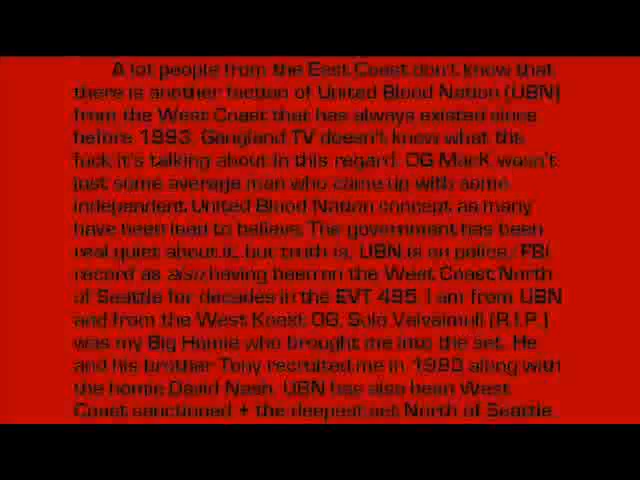 A lot people from the East Coast don't know that
there is another faction of United Blood Nation (UBN)
from the West Coast that has always existed since
before 1993. Gangland TV doesn't know what the
fuck it's talking about in this regard. OG Mack wasn't
just some average man who came up with some
independent United Blood Nation concept as many
have been lead to believe. The government has been
real quiet about it, but truth is, UBN is on police / FBI
record as also having been on the West Coast North
of Seattle for decades in the EVT 495. I am from UBN
and from the West Koast. OG, Solo Valvaimull (R.I.P.)
was my Big Homie who brought me into the set. He
and his brother Tony recruited me in along with
the homie David Nash. UBN has also been West
Coast sanctioned + the deepest set North of Seattle.